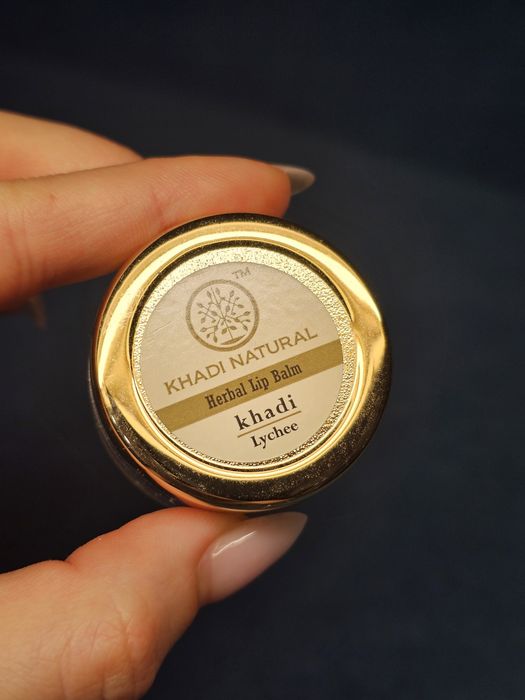 TM
KHADI NATURAL
Herbal Lip Balm
khadi
Lychee